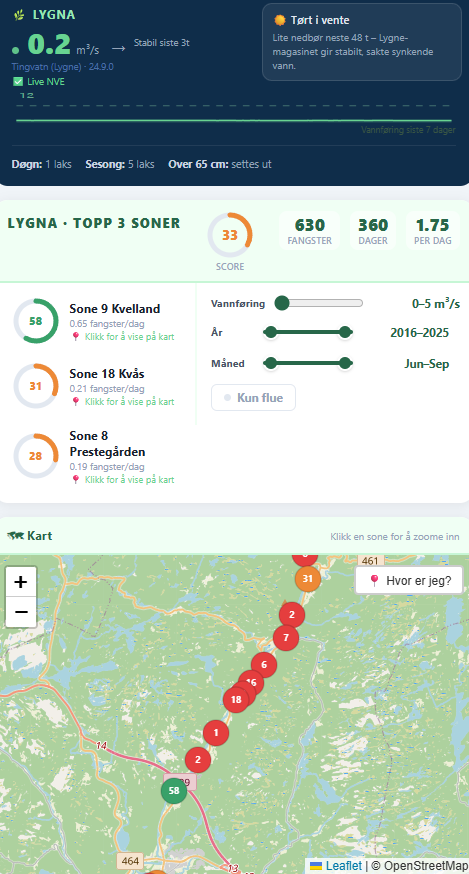 LYGNA
0.2 m³/s → Stabil siste 3t
Tingvatn (Lygne) · 24.9.0
Live NVE
Tørt i vente
Lite nedbør neste 48 t – Lygne-
magasinet gir stabilt, sakte synkende
vann.
Vannføring siste 7 dager
Døgn: 1 laks Sesong: 5 laks Over 65 cm: settes ut
LYGNA · TOPP 3 SONER
33
SCORE
630
FANGSTER
360
DAGER
1.75
PER DAG
58
Sone 9 Kvelland
0.65 fangster/dag
Klikk for å vise på kart
31
Sone 18 Kvås
0.21 fangster/dag
Klikk for å vise på kart
28
Sone 8
Prestegården
0.19 fangster/dag
Klikk for å vise på kart
Vannføring 0–5 m³/s
År 2016–2025
Måned Jun–Sep
Kun flue
Kart
Klikk en sone for å zoome inn
+
−
Hvor er jeg?
461
31
2
7
6
16
18
1
14
2
58
464
13
Leaflet | © OpenStreetMap